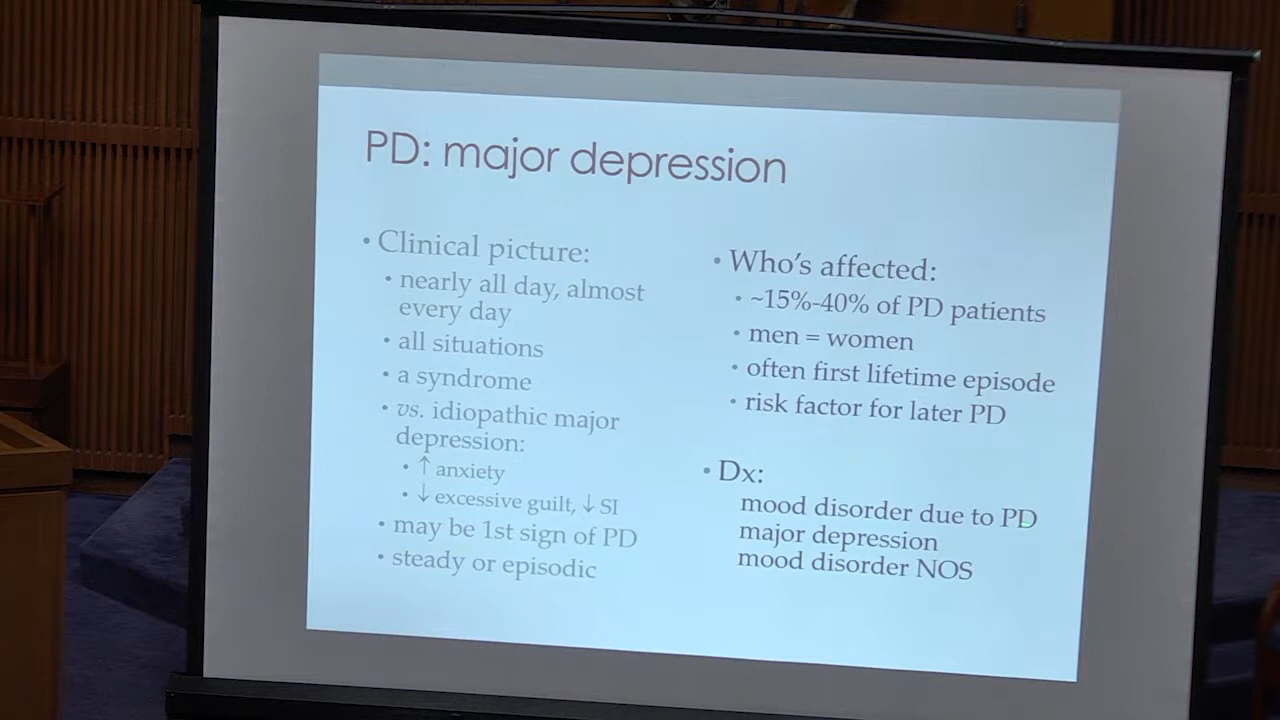 PD: major depression
• Clinical picture:
• nearly all day, almost
every day
• all situations
• a syndrome
• vs. idiopathic major
depression:
• ↑ anxiety
• ↓ excessive guilt, ↓ SI
• may be 1st sign of PD
• steady or episodic
• Who's affected:
• ~15%-40% of PD patients
• men = women
• often first lifetime episode
• risk factor for later PD
• Dx:
mood disorder due to PD
major depression
mood disorder NOS